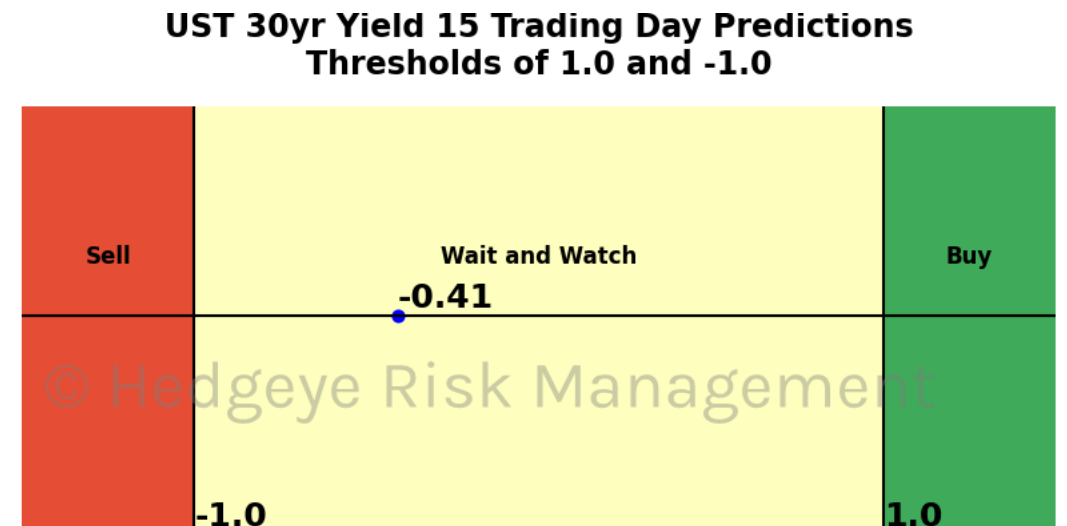 UST 30yr Yield 15 Trading Day Predictions
Thresholds of 1.0 and -1.0
Sell
Wait and Watch
Buy
-0.41
© Hedgeye Risk Management
-1.0
1.0